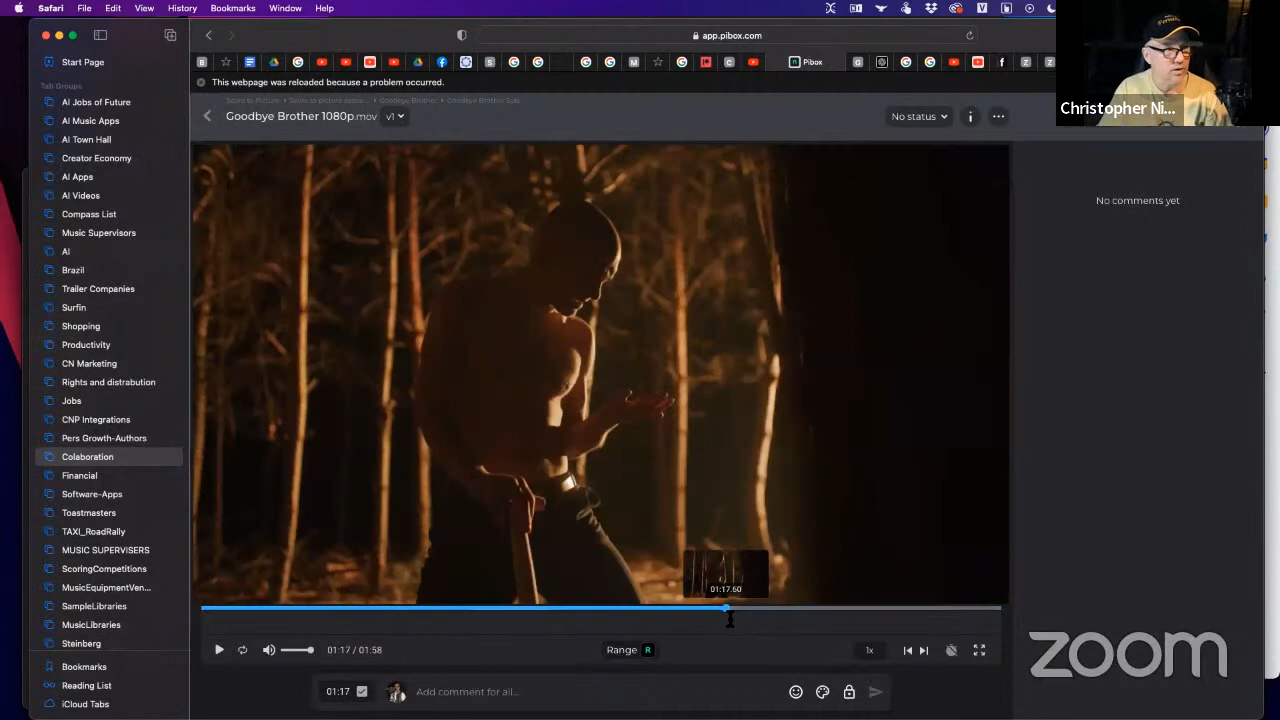 Safari File Edit View History Bookmarks Window Help
app.pibox.com
Start Page
Pibox
This webpage was reloaded because a problem occurred.
Tab Groups
AI Jobs of Future
AI Music Apps
AI Town Hall
Creator Economy
AI Apps
AI Videos
Compass List
Music Supervisors
AI
Brazil
Trailer Companies
Surfin
Shopping
Productivity
CN Marketing
Rights and distrabution
Jobs
CNP Integrations
Pers Growth-Authors
Colaboration
Financial
Software-Apps
Toastmasters
TAXI_RoadRally
MUSIC SUPERVISERS
ScoringCompetitions
MusicEquipmentVen...
SampleLibraries
MusicLibraries
Steinberg
Bookmarks
Reading List
iCloud Tabs
Goodbye Brother 1080p.mov v1
No status
No comments yet
Christopher Ni...
01:17.60
01:17 / 01:58
Range R
1x
01:17 Add comment for all...
zoom